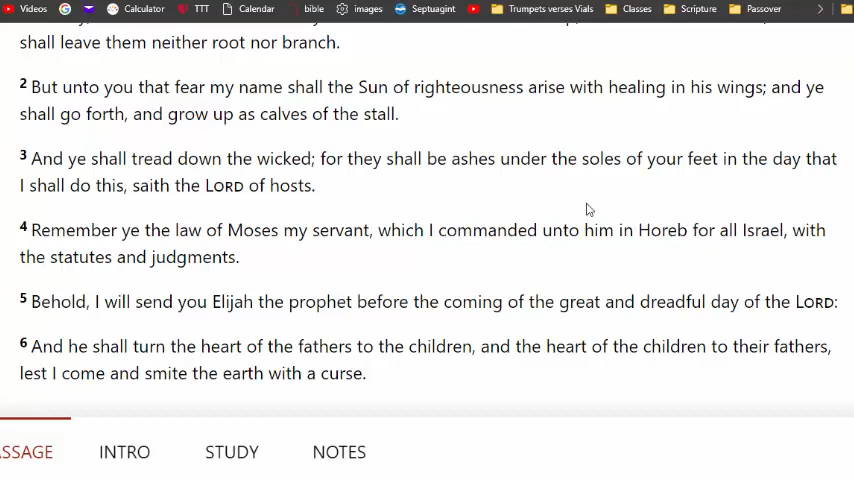 Videos Calculator TTT Calendar bible images Septuagint Trumpets verses Vials Classes Scripture Passover
shall leave them neither root nor branch.
2 But unto you that fear my name shall the Sun of righteousness arise with healing in his wings; and ye
shall go forth, and grow up as calves of the stall.
3 And ye shall tread down the wicked; for they shall be ashes under the soles of your feet in the day that
I shall do this, saith the LORD of hosts.
4 Remember ye the law of Moses my servant, which I commanded unto him in Horeb for all Israel, with
the statutes and judgments.
5 Behold, I will send you Elijah the prophet before the coming of the great and dreadful day of the LORD:
6 And he shall turn the heart of the fathers to the children, and the heart of the children to their fathers,
lest I come and smite the earth with a curse.
ASSAGE INTRO STUDY NOTES